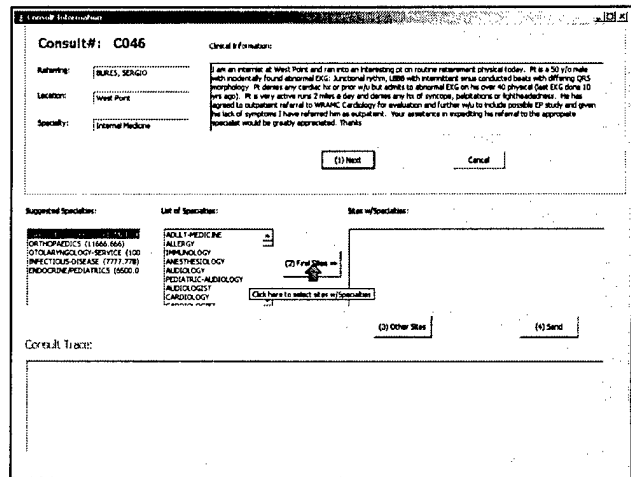 Consult Information
Consult#: C046
Clinical Information:
Referring:
BURES, SERGIO
Location:
West Point
Specialty:
Internal Medicine
I am an internist at West Point and ran into an interesting pt on routine retainment physical today. Pt is a 50 y/o male
with incidentally found abnormal EKG: Junctional rythm, LBBB with intermittent sinus conducted beats with differing QRS
morphology. Pt denies any cardiac hx or prior w/u but admits to abnormal EKG on his over 40 physical (last EKG done 10
yrs ago). Pt is very active runs 2 miles a day and denies any hx of syncope, palpitations or lightheadedness. He has
agreed to outpatient referral to WRAMC Cardiology for evaluation and further w/u to include possible EP study and given
his lack of symptoms I have referred him as outpatient. Your assistance in expediting his referral to the appropiate
specialist would be greatly appreciated. Thanks
(1) Next
Cancel
Suggested Specialties:
List of Specialties:
Sites w/Specialties:
ORTHOPAEDICS (11666.666)
OTOLARYNGOLOGY-SERVICE (100
INFECTIOUS-DISEASE (7777.778)
ENDOCRINE/PEDIATRICS (6500.0
ADULT-MEDICINE
ALLERGY
IMMUNOLOGY
ANESTHESIOLOGY
AUDIOLOGY
PEDIATRIC-AUDIOLOGY
AUDIOLOGIST
CARDIOLOGY
CARDIOLOGIST
(2) Find Sites =>
Click here to select sites w/Specialties
(3) Other Sites
(4) Send
Consult Trace: